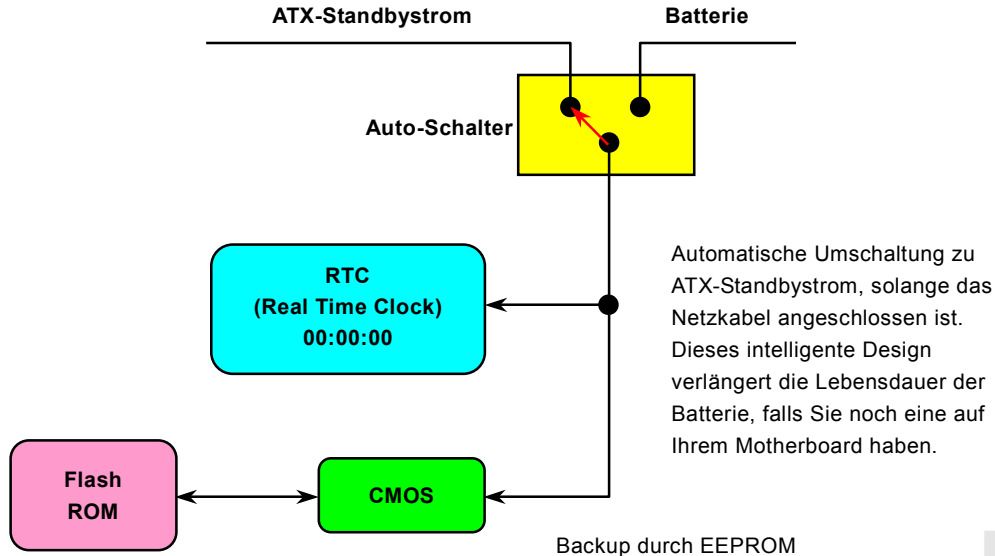 ATX-Standbystrom
Batterie
Auto-Schalter
RTC
(Real Time Clock)
00:00:00
Automatische Umschaltung zu
ATX-Standbystrom, solange das
Netzkabel angeschlossen ist.
Dieses intelligente Design
verlängert die Lebensdauer der
Batterie, falls Sie noch eine auf
Ihrem Motherboard haben.
Flash
ROM
CMOS
Backup durch EEPROM